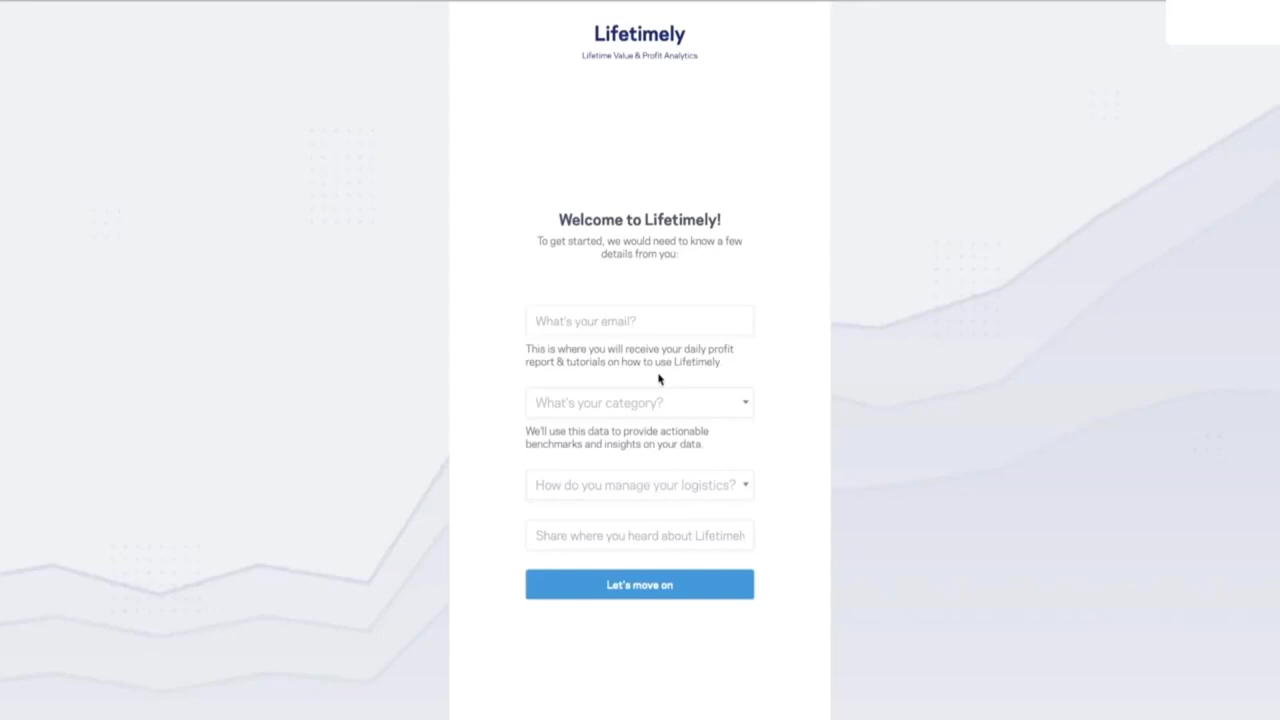 Lifetimely
Lifetime Value & Profit Analytics
Welcome to Lifetimely!
To get started, we would need to know a few
details from you:
What's your email?
This is where you will receive your daily profit
report & tutorials on how to use Lifetimely.
What's your category?
We'll use this data to provide actionable
benchmarks and insights on your data.
How do you manage your logistics?
Share where you heard about Lifetimely
Let's move on